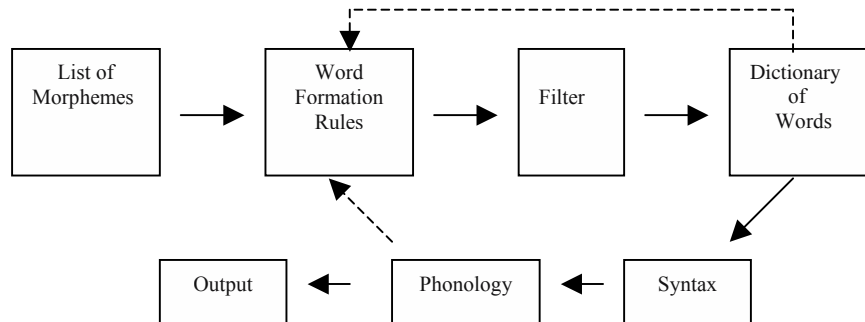 List of
Morphemes
Word
Formation
Rules
Filter
Dictionary
of
Words
Output
Phonology
Syntax